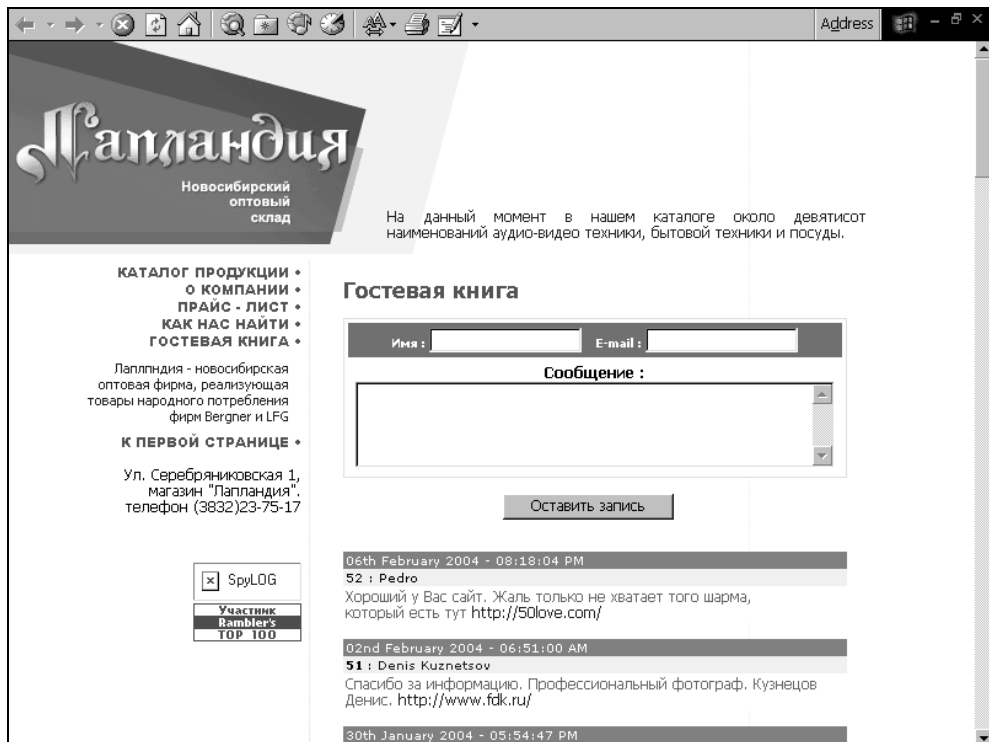 Address
Лапландия
Новосибирский
оптовый
склад
На данный момент в нашем каталоге около девятисот
наименований аудио-видео техники, бытовой техники и посуды.
КАТАЛОГ ПРОДУКЦИИ •
О КОМПАНИИ •
ПРАЙС - ЛИСТ •
КАК НАС НАЙТИ •
ГОСТЕВАЯ КНИГА •
Лаплпндия - новосибирская
оптовая фирма, реализующая
товары народного потребления
фирм Bergner и LFG
К ПЕРВОЙ СТРАНИЦЕ •
Ул. Серебряниковская 1,
магазин "Лапландия".
телефон (3832)23-75-17
SpyLOG
Участник
Rambler's
TOP 100
Гостевая книга
Имя : E-mail :
Сообщение :
Оставить запись
06th February 2004 - 08:18:04 PM
52 : Pedro
Хороший у Вас сайт. Жаль только не хватает того шарма,
который есть тут http://50love.com/
02nd February 2004 - 06:51:00 AM
51 : Denis Kuznetsov
Спасибо за информацию. Профессиональный фотограф. Кузнецов
Денис. http://www.fdk.ru/
30th January 2004 - 05:54:47 PM